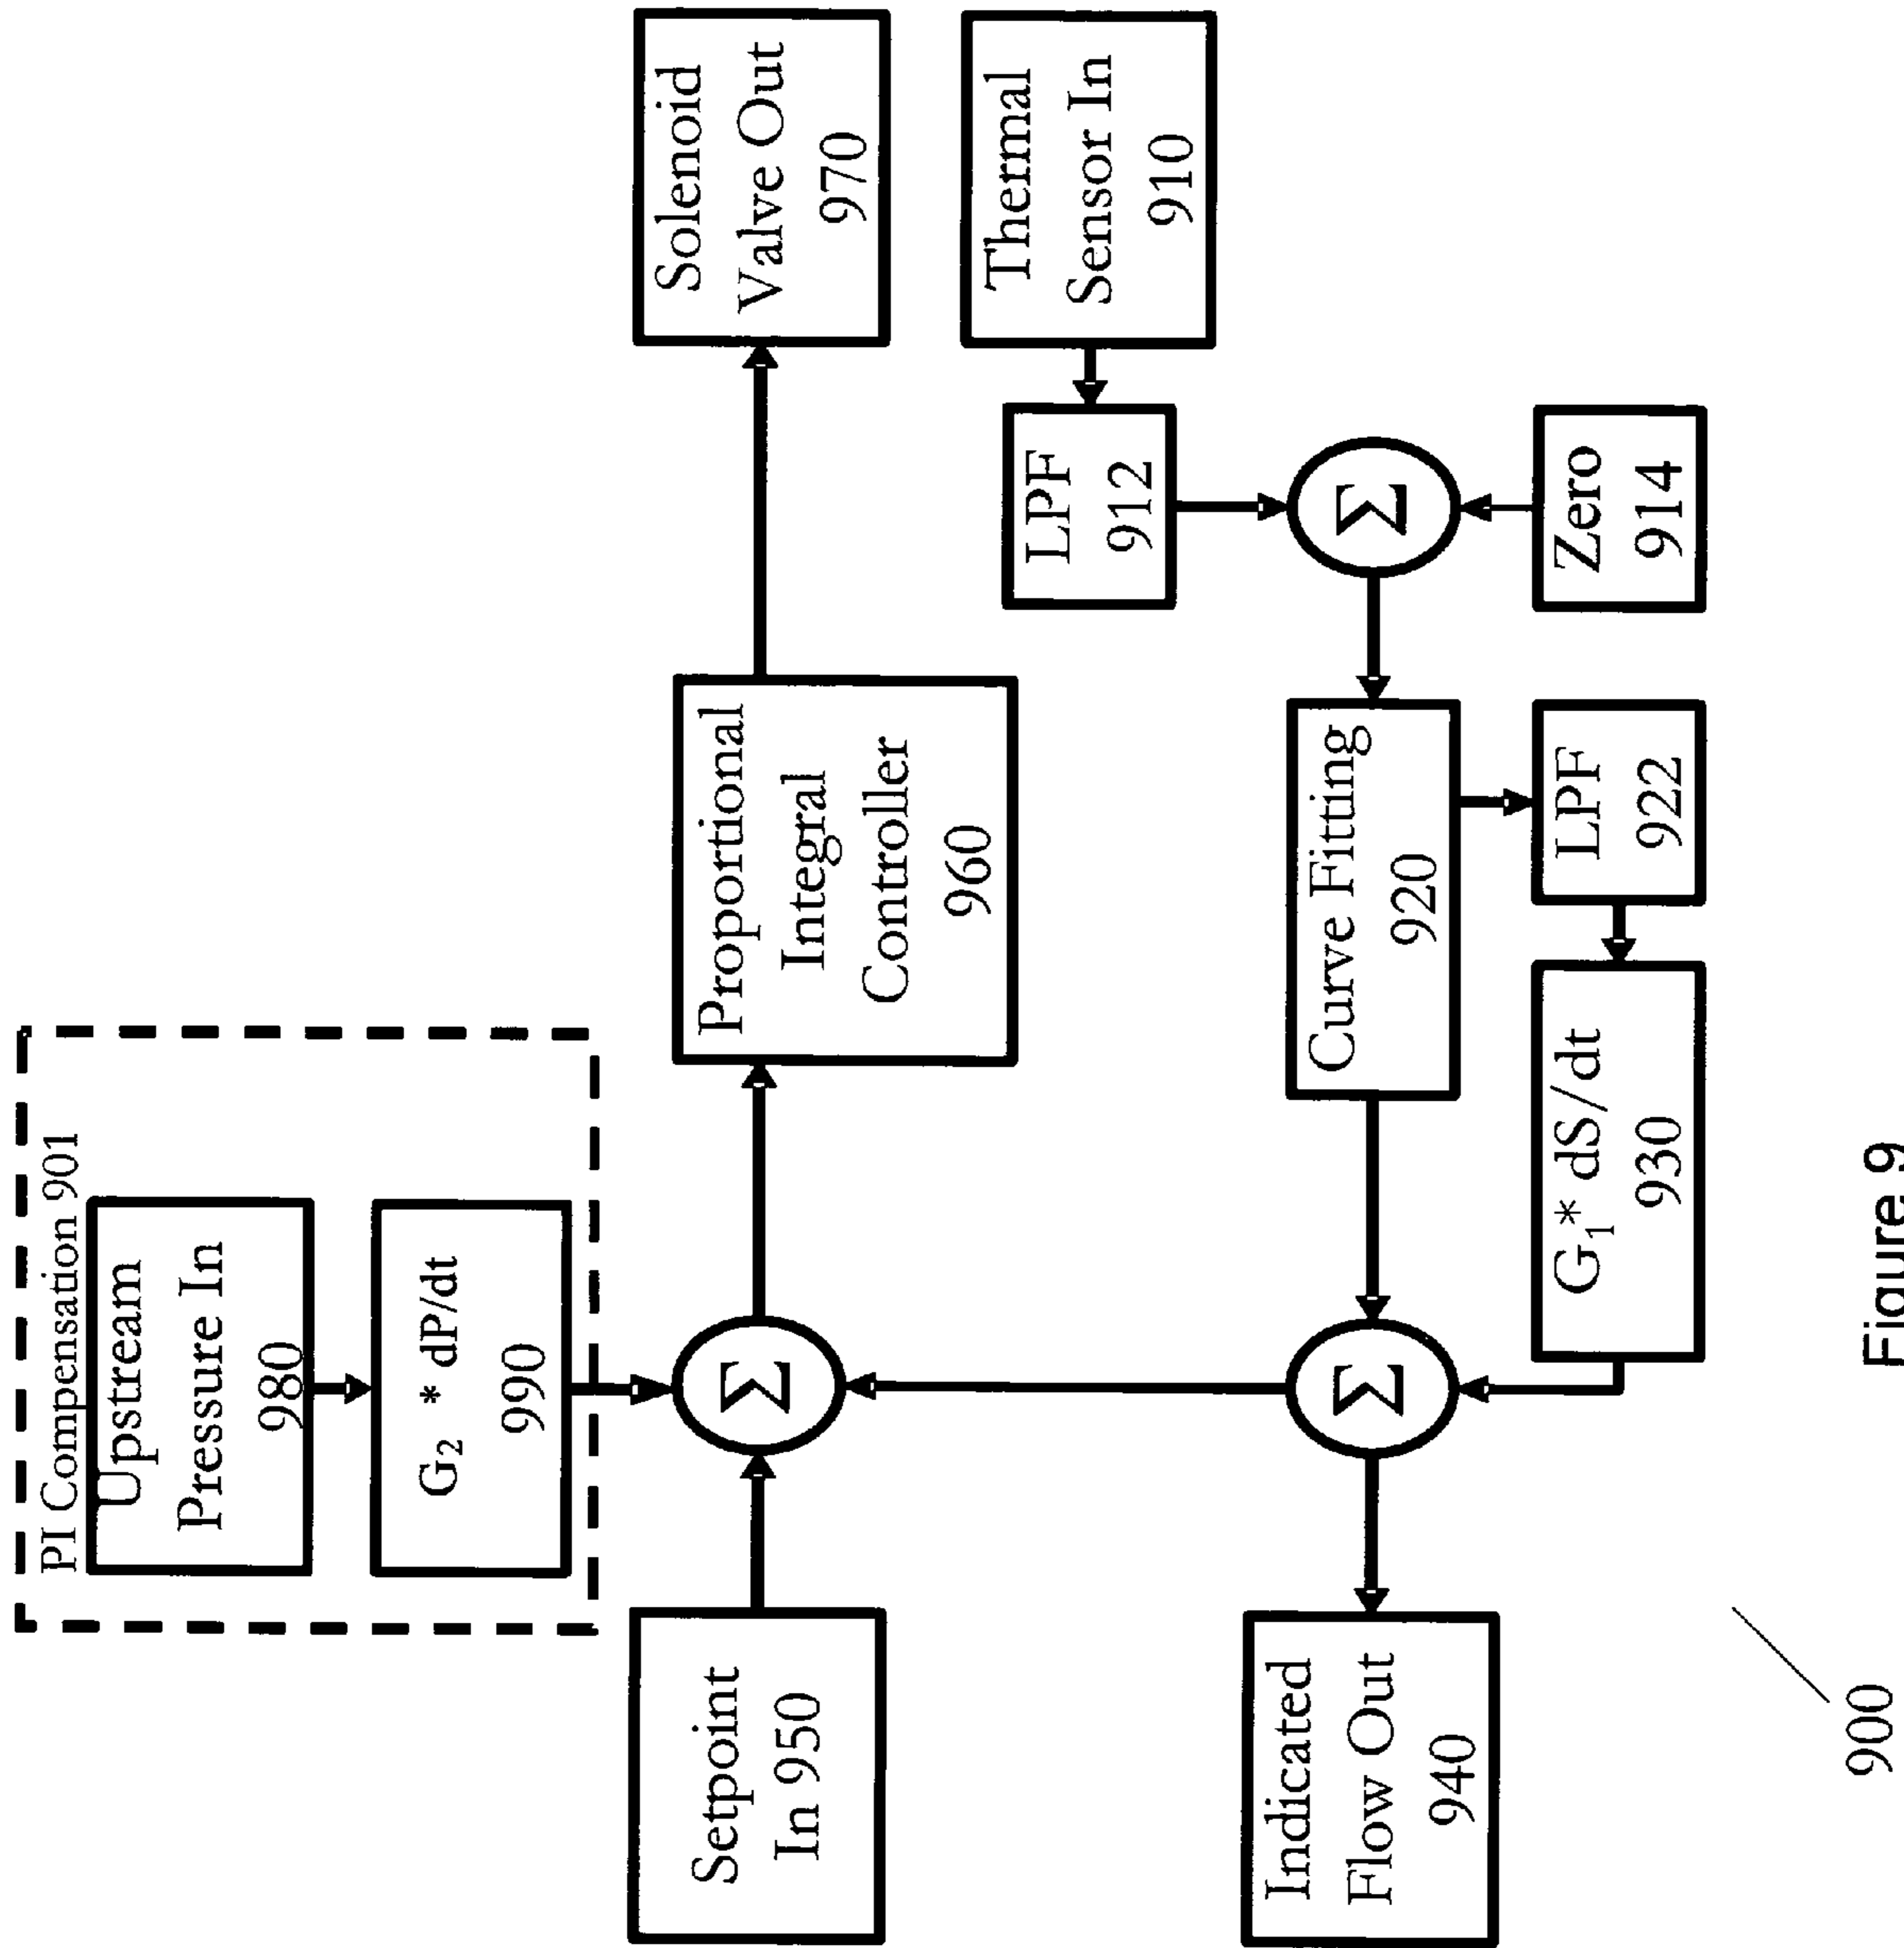 PI Compensation 901
Upstream
Pressure In
980
G₂ * dP/dt
990
Setpoint
In 950
Σ
Proportional
Integral
Controller
960
Solenoid
Valve Out
970
Thermal
Sensor In
910
LPF
912
Σ
Zero
914
Indicated
Flow Out
940
Σ
Curve Fitting
920
LPF
922
G₁* dS/dt
930
900
Figure 9